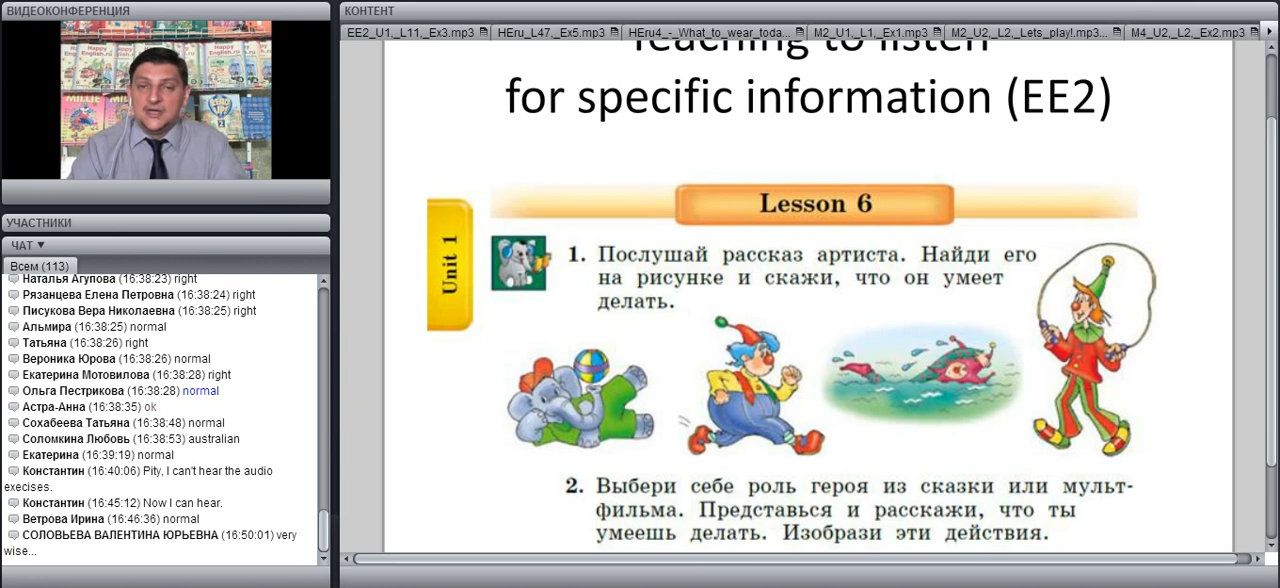 ВИДЕОКОНФЕРЕНЦИЯ
Happy English.ru
MILLIE
УЧАСТНИКИ
ЧАТ ▼
Всем (113)
Наталья Агупова (16:38:23) right
Рязанцева Елена Петровна (16:38:24) right
Писукова Вера Николаевна (16:38:25) right
Альмира (16:38:25) normal
Татьяна (16:38:26) right
Вероника Юрова (16:38:26) normal
Екатерина Мотовилова (16:38:28) right
Ольга Пестрикова (16:38:28) normal
Астра-Анна (16:38:35) ok
Сохабеева Татьяна (16:38:48) normal
Соломкина Любовь (16:38:53) australian
Екатерина (16:39:19) normal
Константин (16:40:06) Pity, I can't hear the audio
execises.
Константин (16:45:12) Now I can hear.
Ветрова Ирина (16:46:36) normal
СОЛОВЬЕВА ВАЛЕНТИНА ЮРЬЕВНА (16:50:01) very
wise...
КОНТЕНТ
EE2_U1,_L11,_Ex3.mp3 HEru_L47,_Ex5.mp3 HEru4_-_What_to_wear_toda... M2_U1,_L1,_Ex1.mp3 M2_U2,_L2,_Lets_play!.mp3... M4_U2,_L2,_Ex2.mp3
Teaching to listen
for specific information (EE2)
Unit 1
Lesson 6
1. Послушай рассказ артиста. Найди его
на рисунке и скажи, что он умеет
делать.
2. Выбери себе роль героя из сказки или мульт-
фильма. Представься и расскажи, что ты
умеешь делать. Изобрази эти действия.